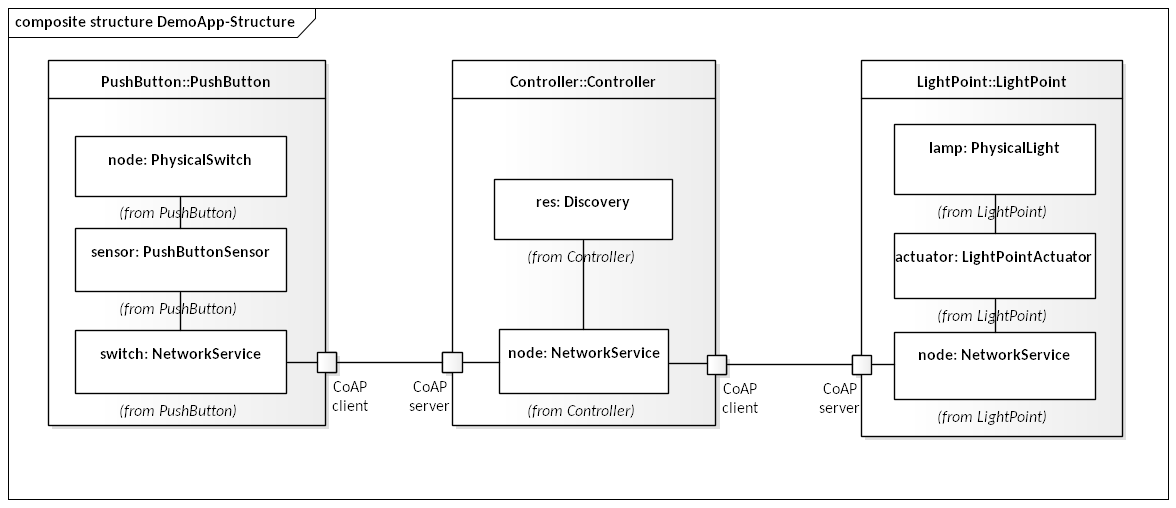 composite structure DemoApp-Structure
PushButton::PushButton
node: PhysicalSwitch
(from PushButton)
sensor: PushButtonSensor
(from PushButton)
switch: NetworkService
(from PushButton)
CoAP
client
Controller::Controller
res: Discovery
(from Controller)
node: NetworkService
(from Controller)
CoAP
server
CoAP
client
LightPoint::LightPoint
lamp: PhysicalLight
(from LightPoint)
actuator: LightPointActuator
(from LightPoint)
node: NetworkService
(from LightPoint)
CoAP
server